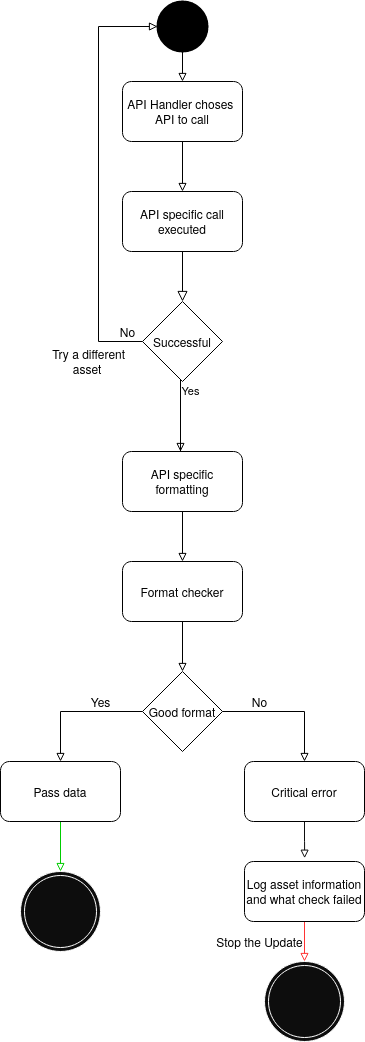 API Handler choses
API to call
API specific call
executed
Successful
No
Try a different
asset
Yes
API specific
formatting
Format checker
Good format
Yes
No
Pass data
Critical error
Log asset information
and what check failed
Stop the Update